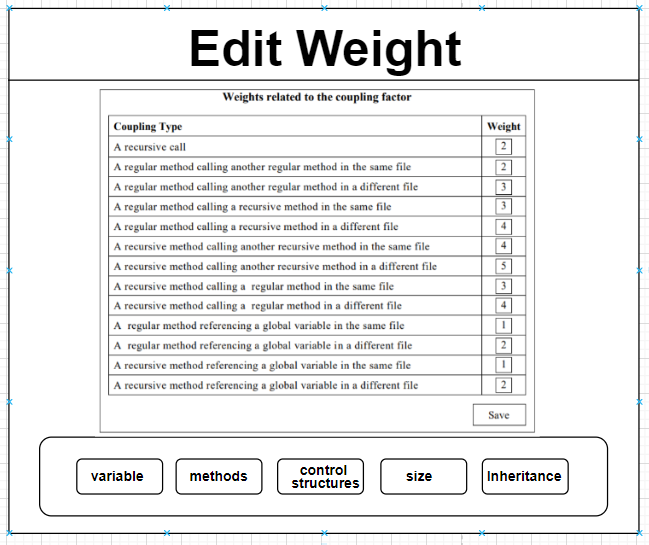 Edit Weight
Weights related to the coupling factor
Coupling Type Weight
A recursive call 2
A regular method calling another regular method in the same file 2
A regular method calling another regular method in a different file 3
A regular method calling a recursive method in the same file 3
A regular method calling a recursive method in a different file 4
A recursive method calling another recursive method in the same file 4
A recursive method calling another recursive method in a different file 5
A recursive method calling a regular method in the same file 3
A recursive method calling a regular method in a different file 4
A regular method referencing a global variable in the same file 1
A regular method referencing a global variable in a different file 2
A recursive method referencing a global variable in the same file 1
A recursive method referencing a global variable in a different file 2
Save
variable methods control structures size Inheritance